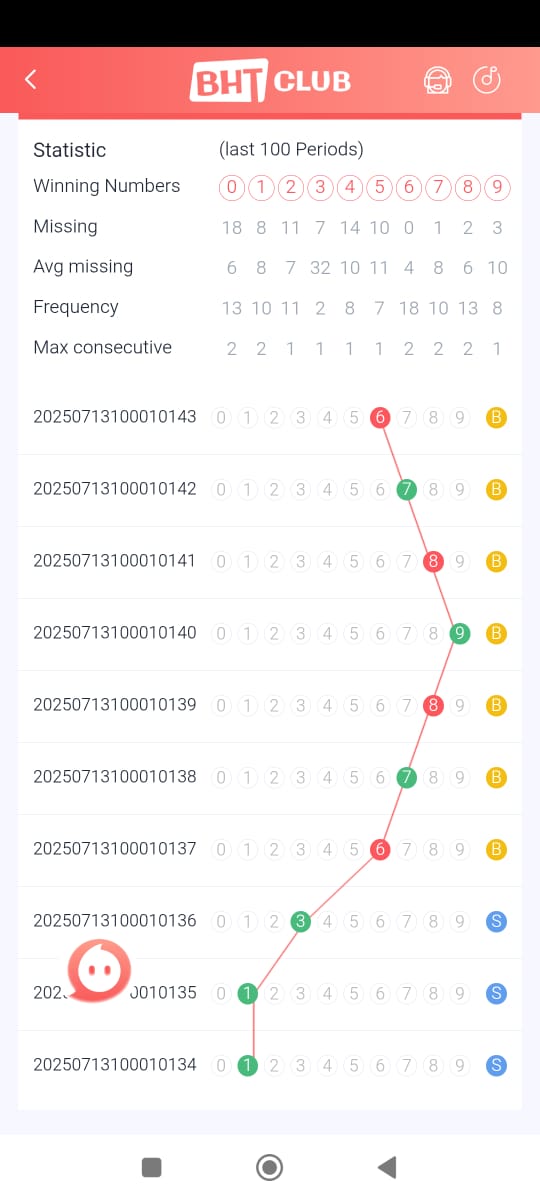 BHT CLUB
Statistic (last 100 Periods)
Winning Numbers 0 1 2 3 4 5 6 7 8 9
Missing 18 8 11 7 14 10 0 1 2 3
Avg missing 6 8 7 32 10 11 4 8 6 10
Frequency 13 10 11 2 8 7 18 10 13 8
Max consecutive 2 2 1 1 1 1 2 2 2 1
20250713100010143 0 1 2 3 4 5 6 7 8 9 B
20250713100010142 0 1 2 3 4 5 6 7 8 9 B
20250713100010141 0 1 2 3 4 5 6 7 8 9 B
20250713100010140 0 1 2 3 4 5 6 7 8 9 B
20250713100010139 0 1 2 3 4 5 6 7 8 9 B
20250713100010138 0 1 2 3 4 5 6 7 8 9 B
20250713100010137 0 1 2 3 4 5 6 7 8 9 B
20250713100010136 0 1 2 3 4 5 6 7 8 9 S
0 1 2 3 4 5 6 7 8 9 S
20250713100010134 0 1 2 3 4 5 6 7 8 9 S